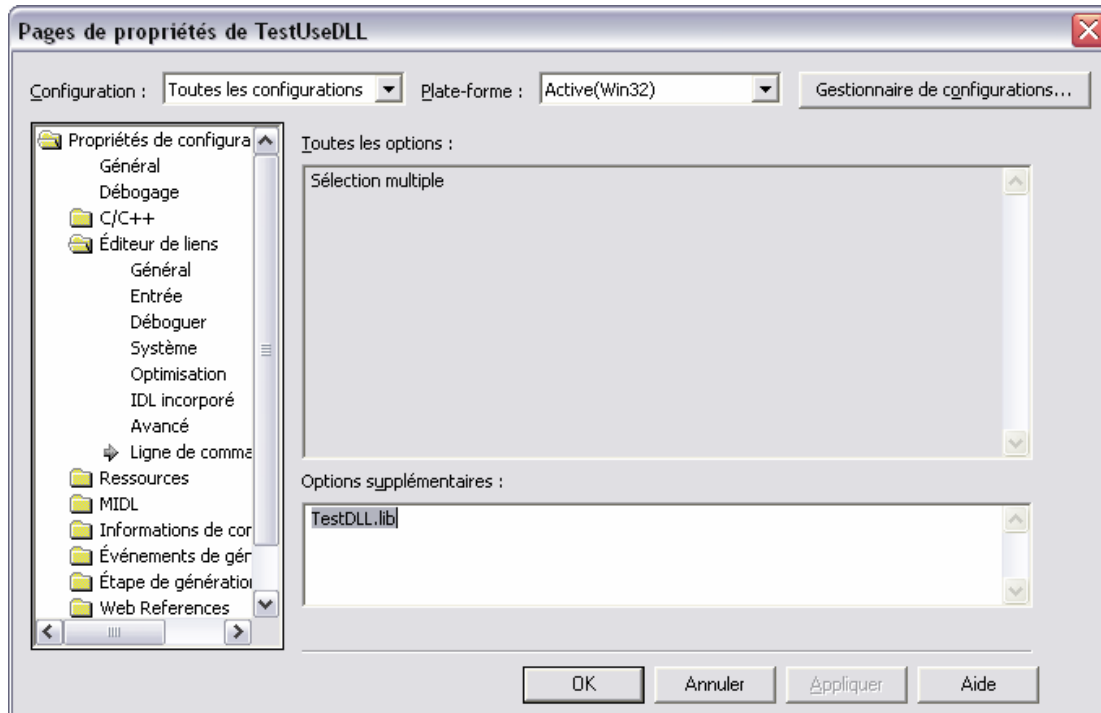 Pages de propriétés de TestUseDLL
Configuration : Toutes les configurations Plate-forme : Active(Win32) Gestionnaire de configurations...
Propriétés de configura
Général
Débogage
C/C++
Éditeur de liens
Général
Entrée
Déboguer
Système
Optimisation
IDL incorporé
Avancé
Ligne de comma
Ressources
MIDL
Informations de cor
Événements de gér
Étape de génération
Web References
Toutes les options :
Sélection multiple
Options supplémentaires :
TestDLL.lib
OK Annuler Appliquer Aide